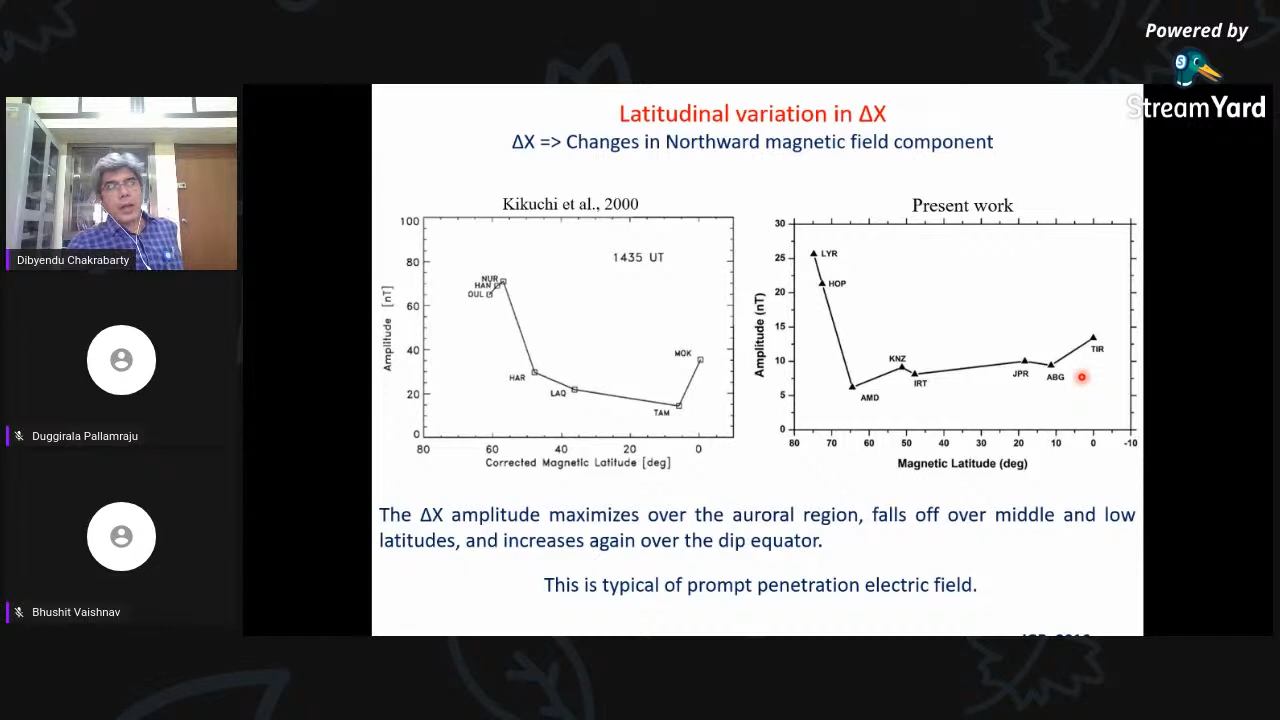 Powered by
StreamYard
Dibyendu Chakrabarty
Duggirala Pallamraju
Bhushit Vaishnav
Latitudinal variation in ΔX
ΔX => Changes in Northward magnetic field component
Kikuchi et al., 2000
1435 UT
100
80
60
40
20
0
Amplitude [nT]
NUR
HAN
OUL
HAR
LAQ
TAM
MOK
80 60 40 20 0
Corrected Magnetic Latitude [deg]
Present work
30
25
20
15
10
5
0
Amplitude (nT)
LYR
HOP
AMD
KNZ
IRT
JPR
ABG
TIR
80 70 60 50 40 30 20 10 0 -10
Magnetic Latitude (deg)
The ΔX amplitude maximizes over the auroral region, falls off over middle and low
latitudes, and increases again over the dip equator.
This is typical of prompt penetration electric field.